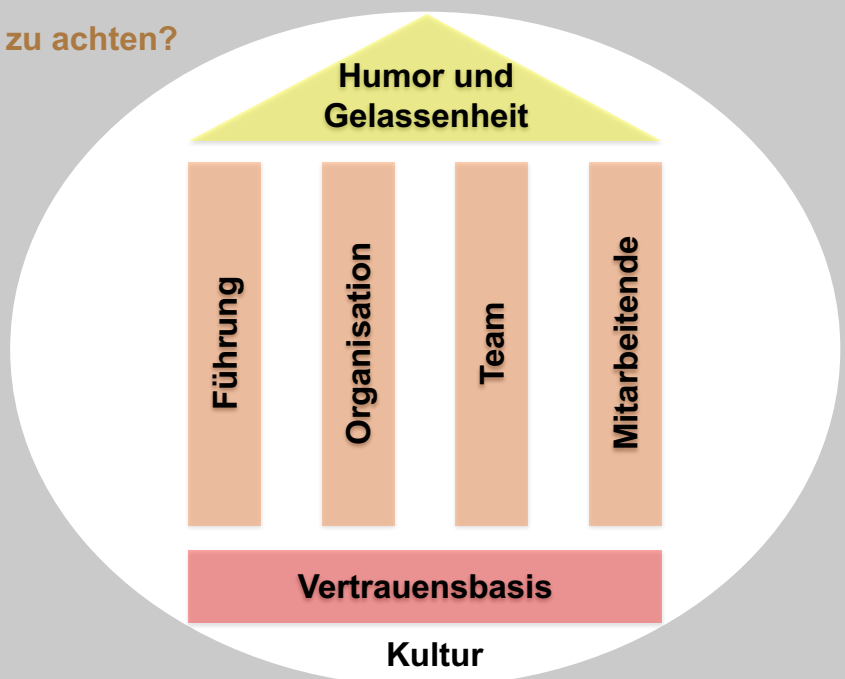 zu achten?
Humor und
Gelassenheit
Führung
Organisation
Team
Mitarbeitende
Vertrauensbasis
Kultur